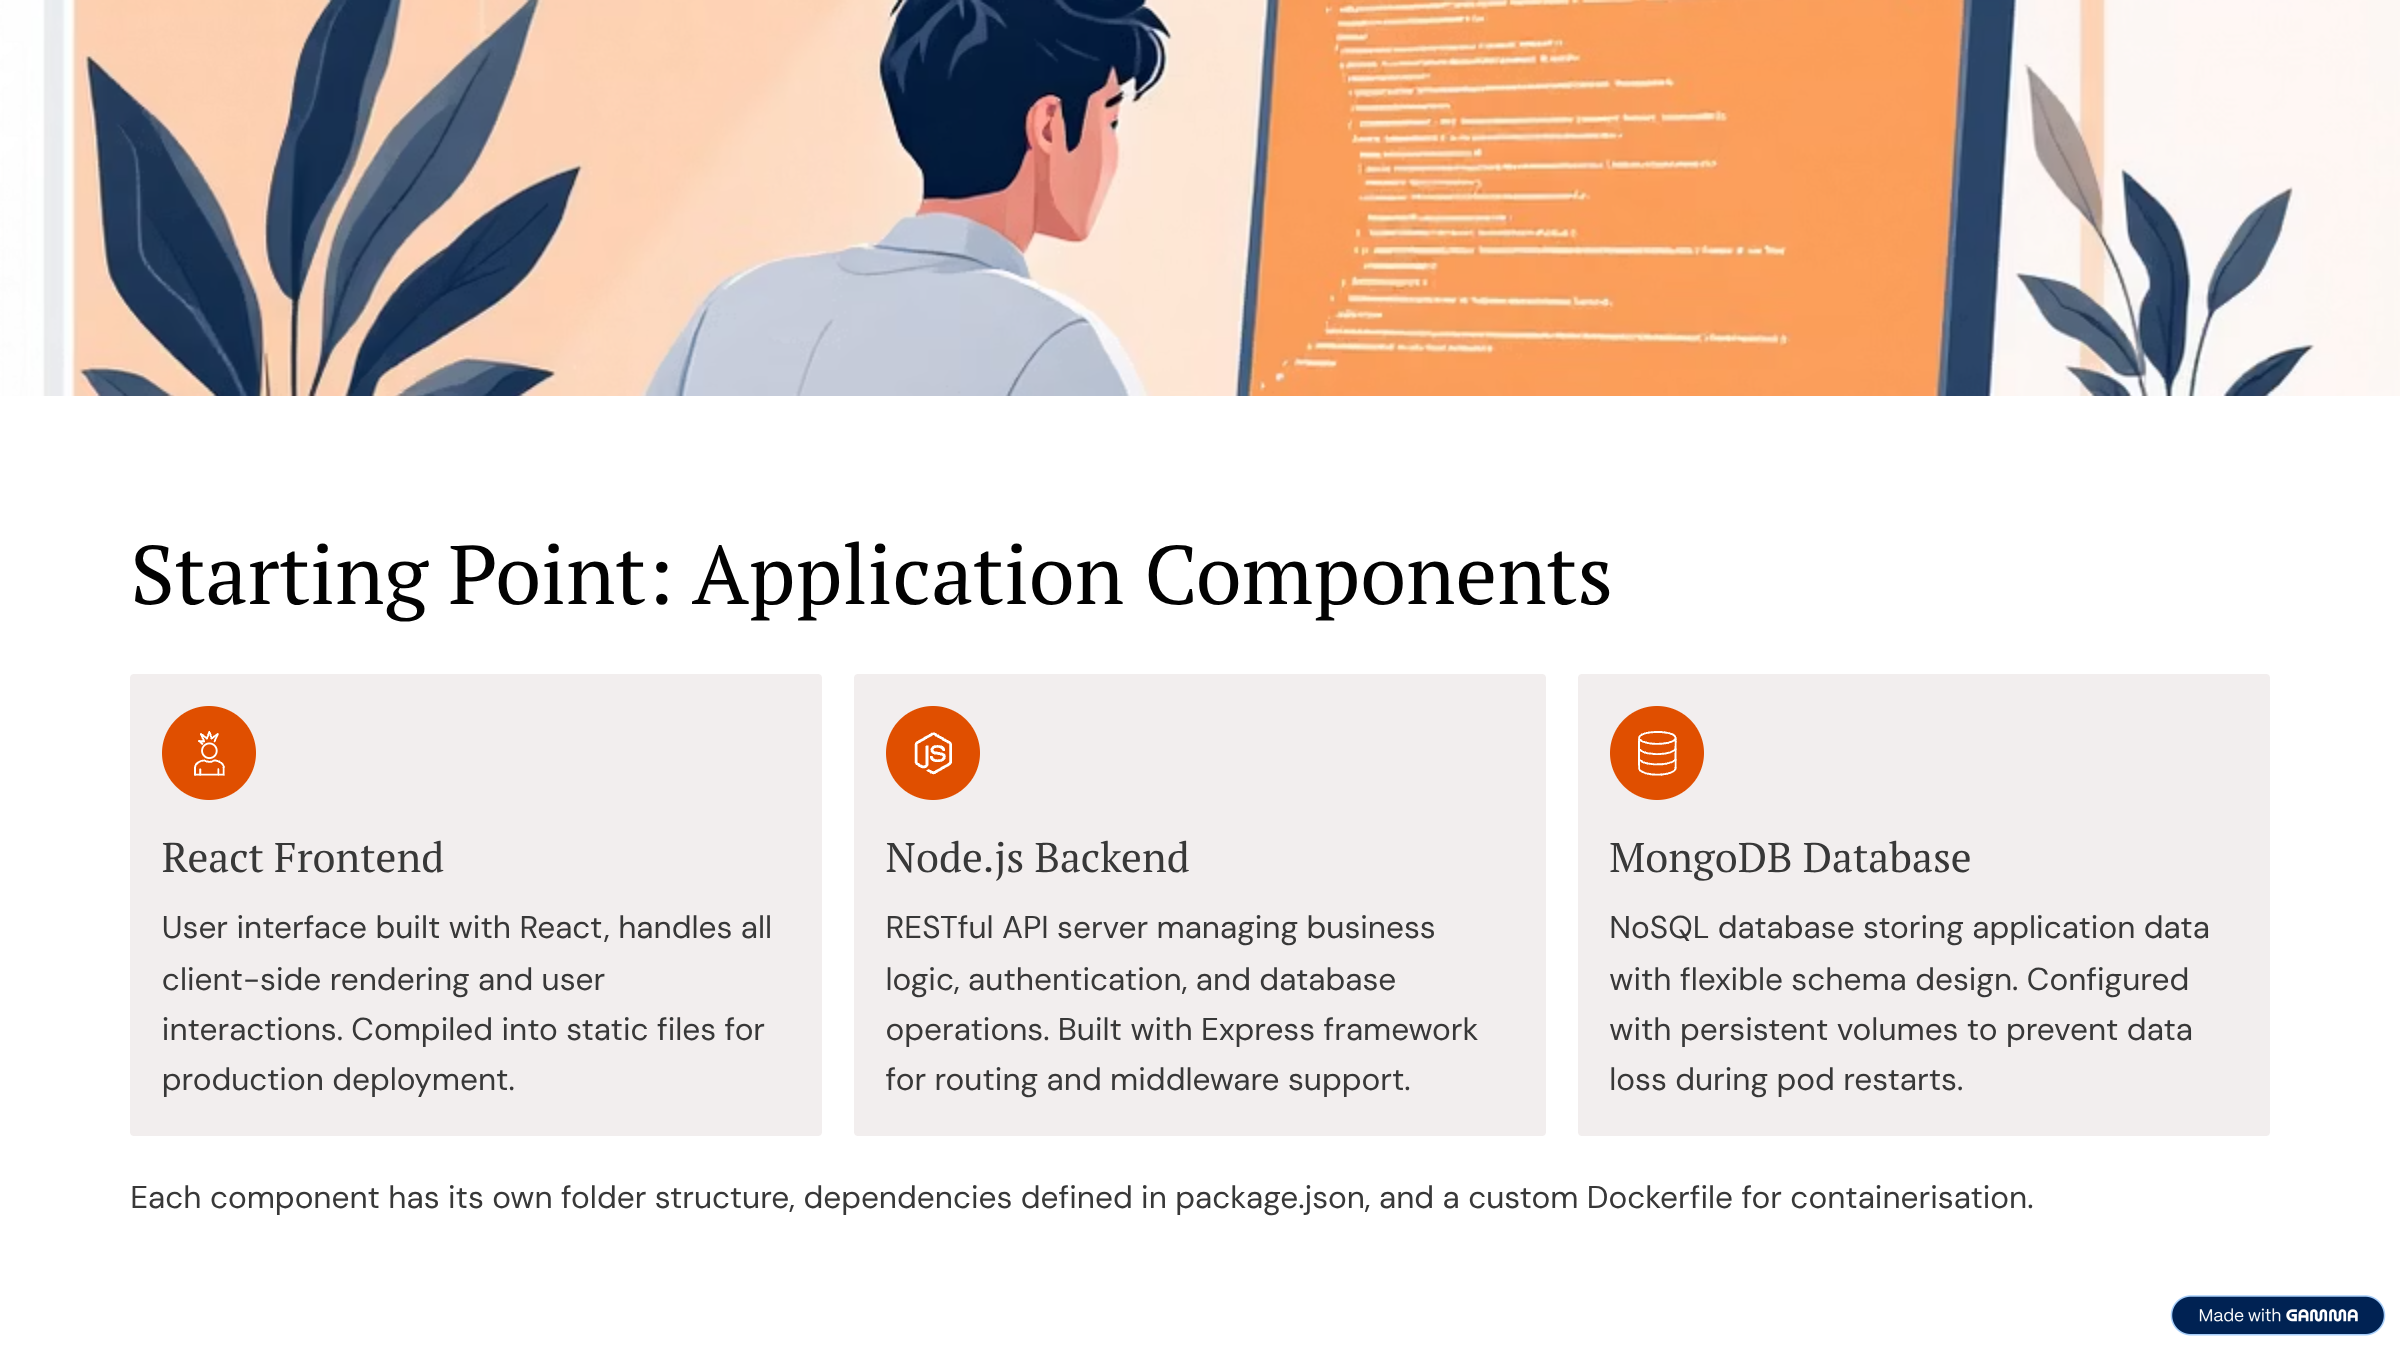 Starting Point: Application Components
React Frontend
User interface built with React, handles all
client-side rendering and user
interactions. Compiled into static files for
production deployment.
JS
Node.js Backend
RESTful API server managing business
logic, authentication, and database
operations. Built with Express framework
for routing and middleware support.
MongoDB Database
NoSQL database storing application data
with flexible schema design. Configured
with persistent volumes to prevent data
loss during pod restarts.
Each component has its own folder structure, dependencies defined in package.json, and a custom Dockerfile for containerisation.
Made with GAMMA